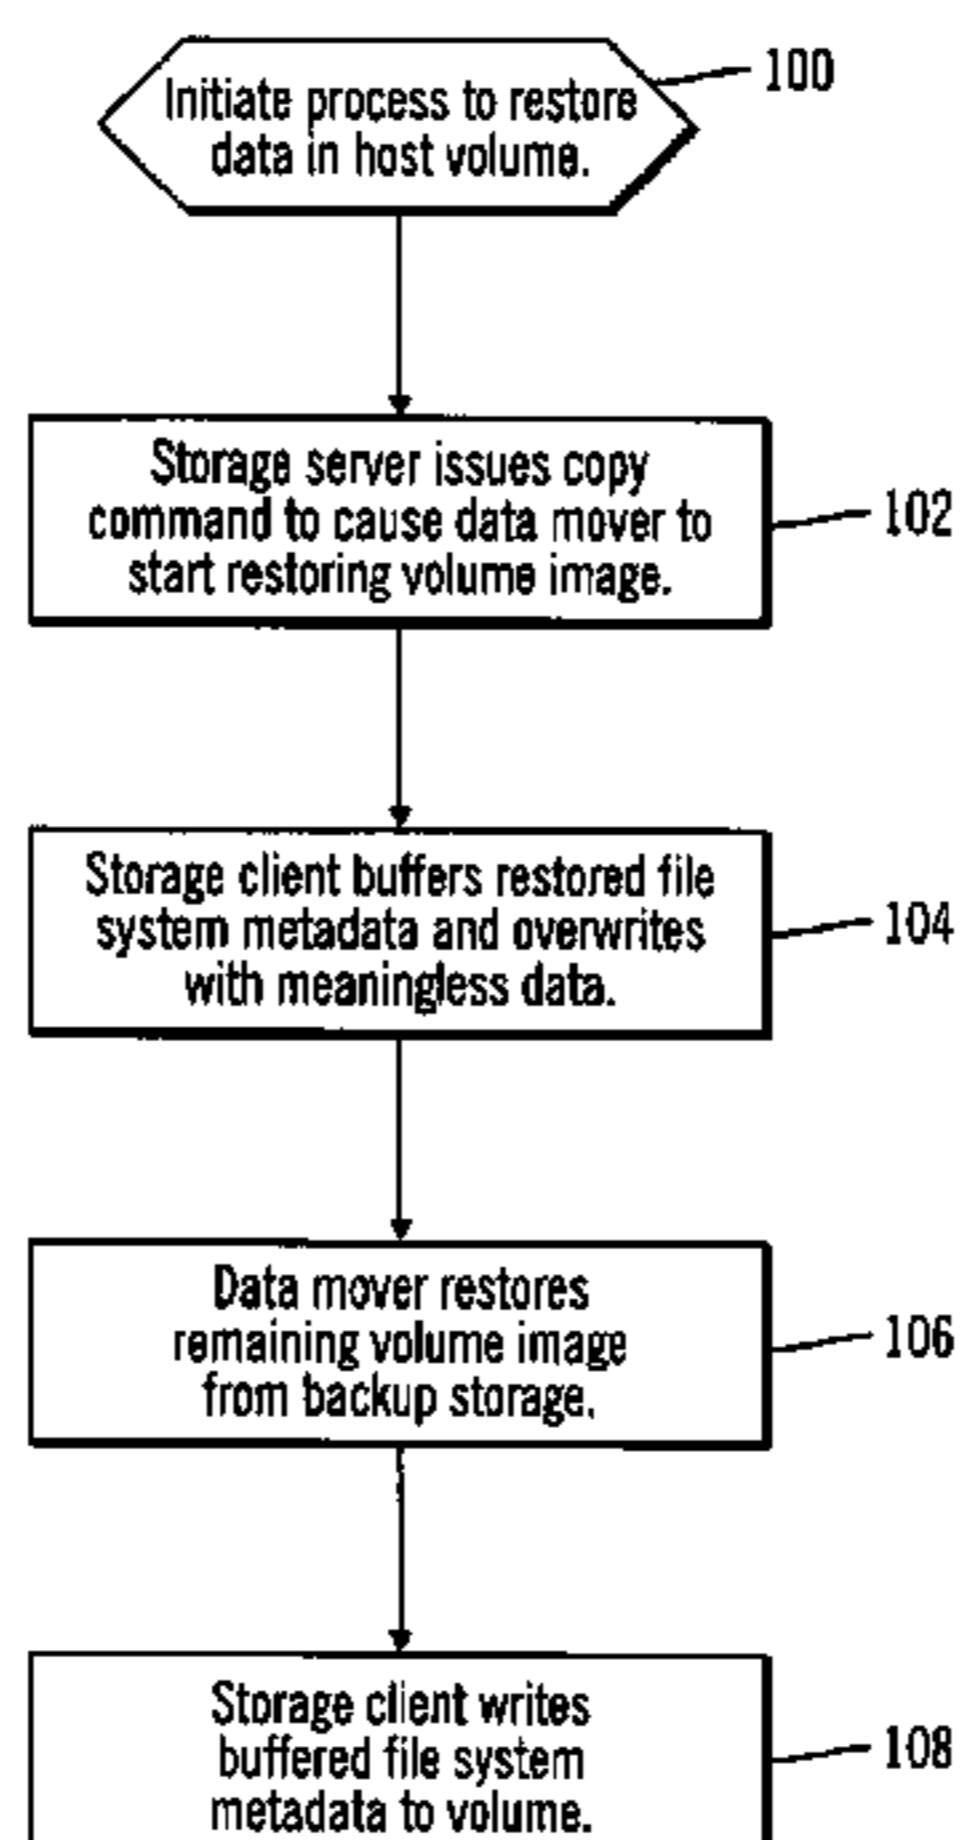 Initiate process to restore
data in host volume.
100
Storage server issues copy
command to cause data mover to
start restoring volume image.
102
Storage client buffers restored file
system metadata and overwrites
with meaningless data.
104
Data mover restores
remaining volume image
from backup storage.
106
Storage client writes
buffered file system
metadata to volume.
108